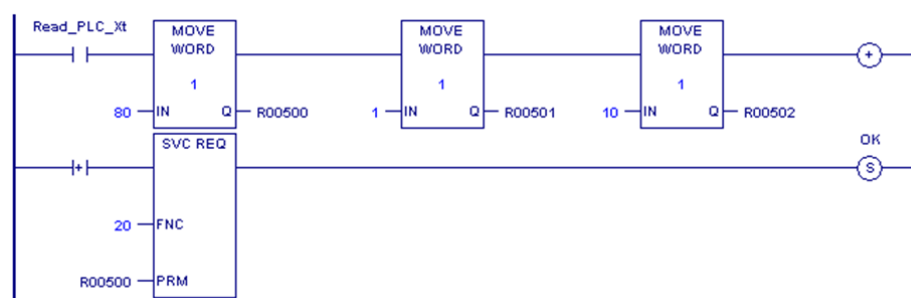 Read_PLC_Xt
MOVE WORD 1 MOVE WORD 1 MOVE WORD 1
80 IN Q R00500 1 IN Q R00501 10 IN Q R00502
+
SVC REQ
OK
+ S
20 FNC
R00500 PRM